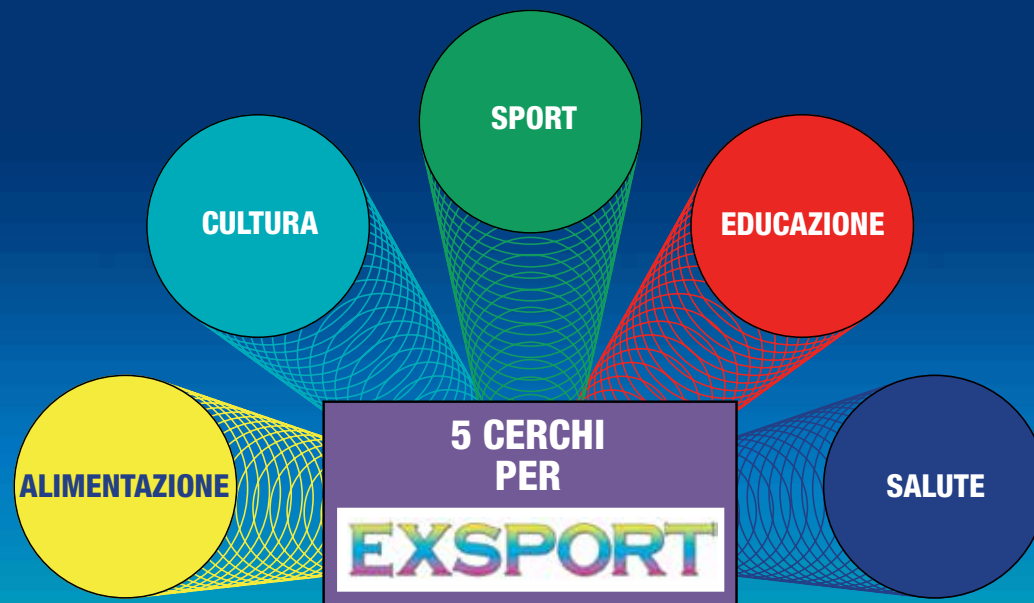 SPORT
CULTURA
EDUCAZIONE
ALIMENTAZIONE
SALUTE
5 CERCHI
PER
EXSPORT